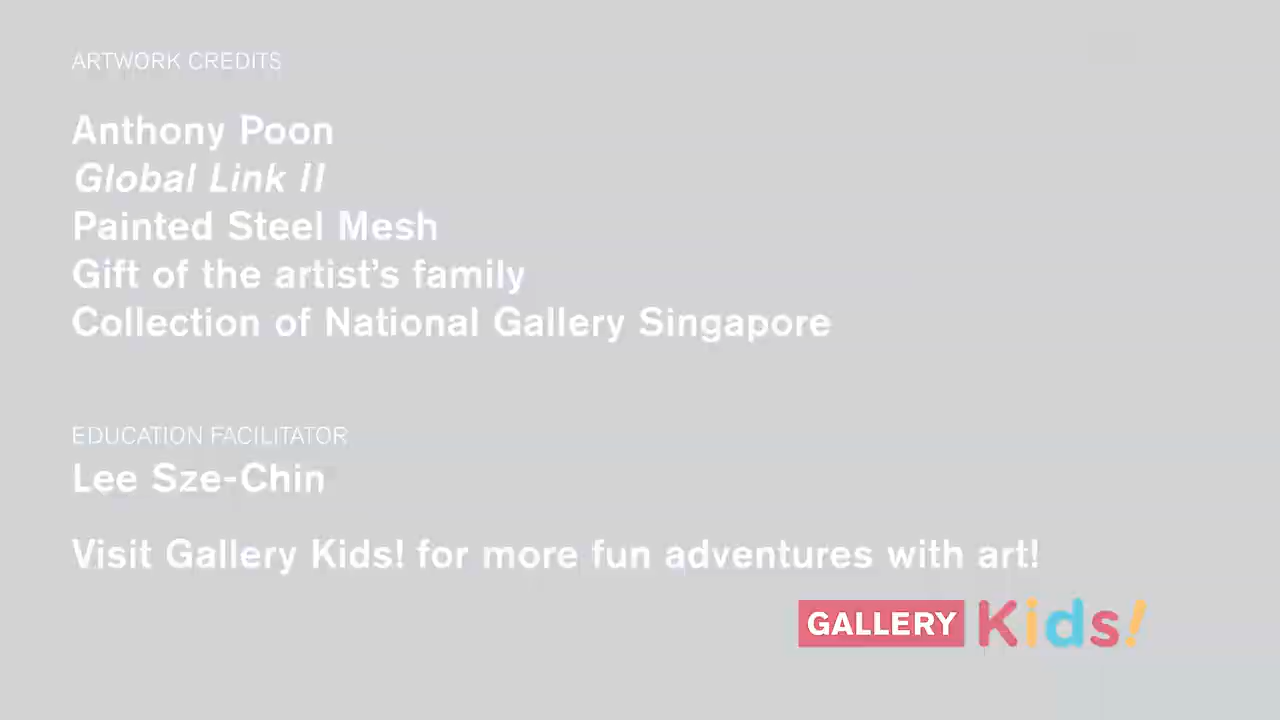 ARTWORK CREDITS
Anthony Poon
Global Link II
Painted Steel Mesh
Gift of the artist’s family
Collection of National Gallery Singapore
EDUCATION FACILITATOR
Lee Sze-Chin
Visit Gallery Kids! for more fun adventures with art!
GALLERY Kids!